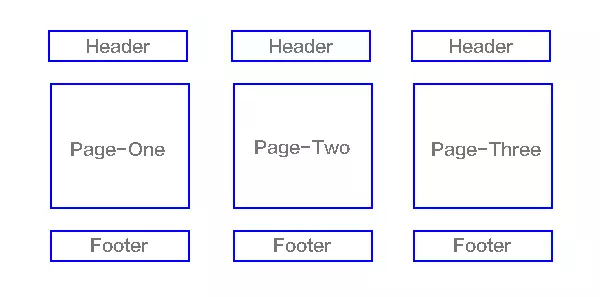 Header
Header
Header
Page-One
Page-Two
Page-Three
Footer
Footer
Footer